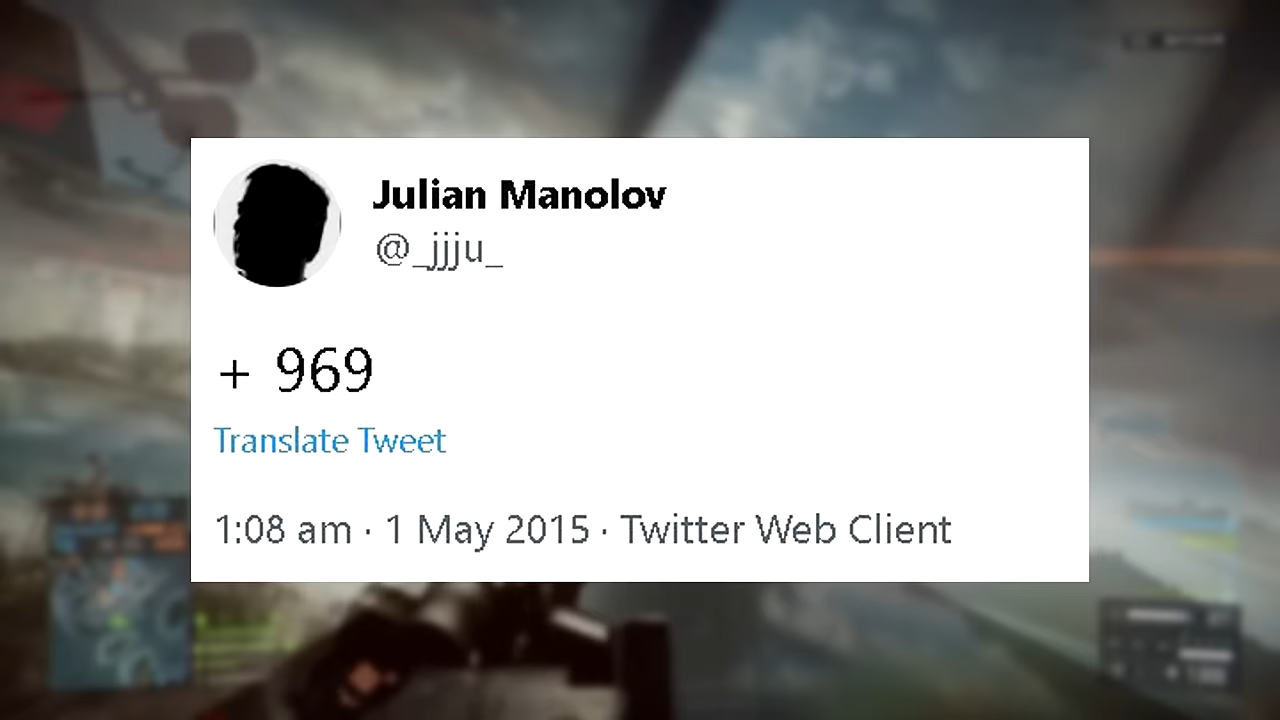 Julian Manolov
@_jjju_
+ 969
Translate Tweet
1:08 am · 1 May 2015 · Twitter Web Client